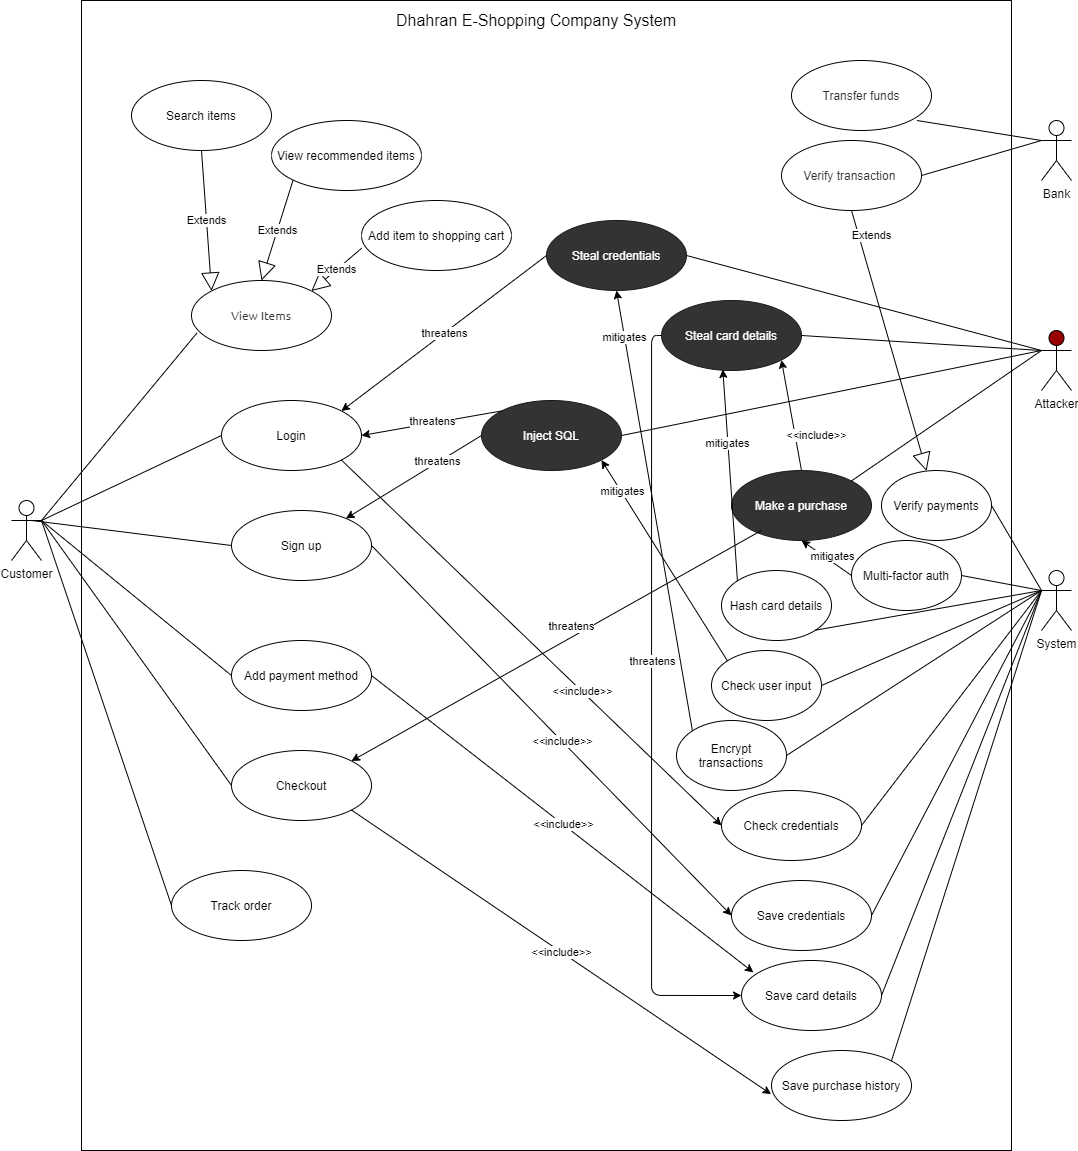 Dhahran E-Shopping Company System
Transfer funds
Search items
View recommended items
Verify transaction
Bank
Extends
Extends
Add item to shopping cart
Extends
Steal credentials
Extends
View Items
threatens
mitigates
Steal card details
Attacker
threatens
Login
Inject SQL
<<include>>
mitigates
threatens
mitigates
Make a purchase
Verify payments
Customer
Sign up
mitigates
Multi-factor auth
Hash card details
threatens
System
threatens
Add payment method
Check user input
<<include>>
<<include>>
Encrypt
transactions
Checkout
<<include>>
Check credentials
Track order
Save credentials
<<include>>
Save card details
Save purchase history